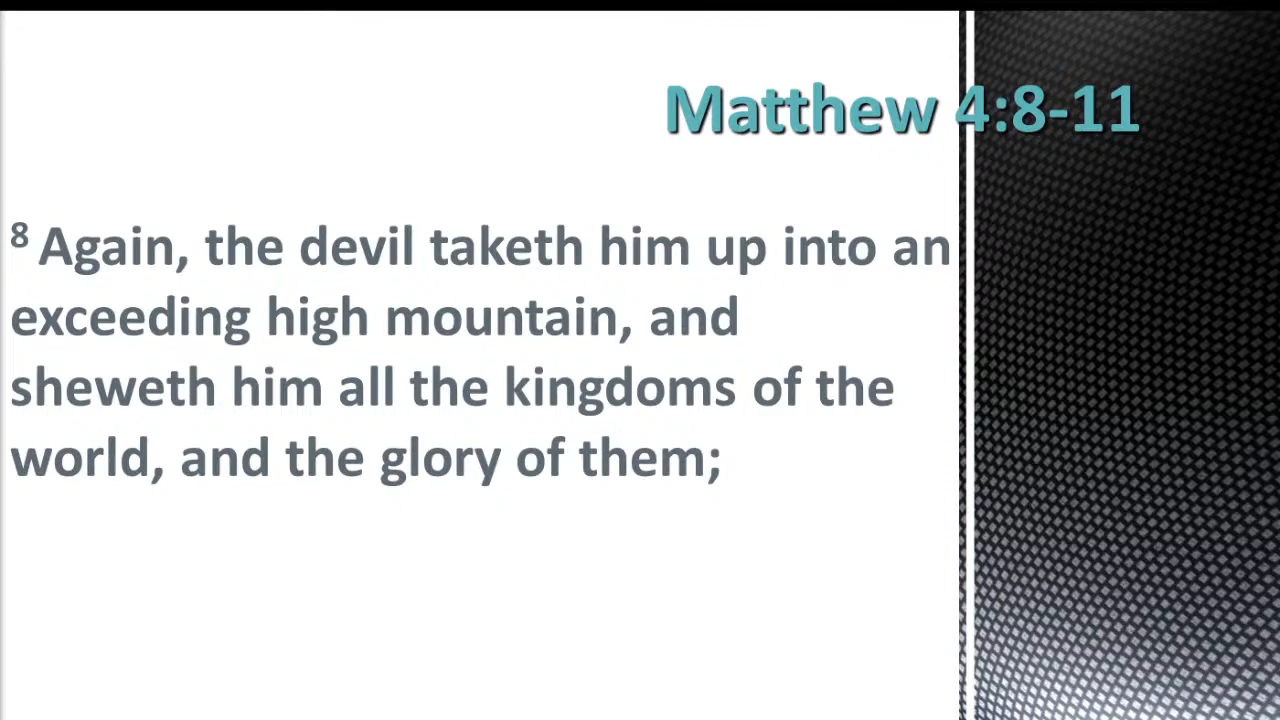 Matthew 4:8-11
8 Again, the devil taketh him up into an
exceeding high mountain, and
sheweth him all the kingdoms of the
world, and the glory of them;